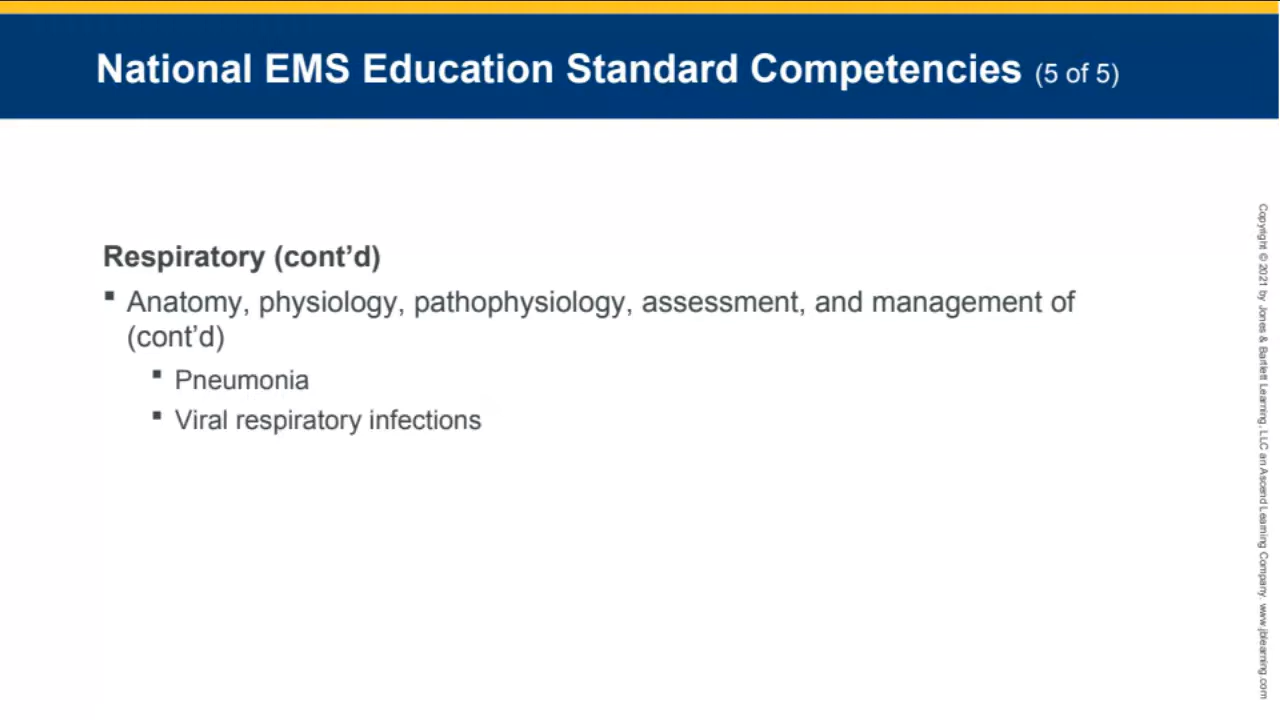 National EMS Education Standard Competencies (5 of 5)
Respiratory (cont’d)
▪ Anatomy, physiology, pathophysiology, assessment, and management of
(cont’d)
▪ Pneumonia
▪ Viral respiratory infections
Copyright © 2021 by Jones & Bartlett Learning, LLC an Ascend Learning Company. www.jblearning.com